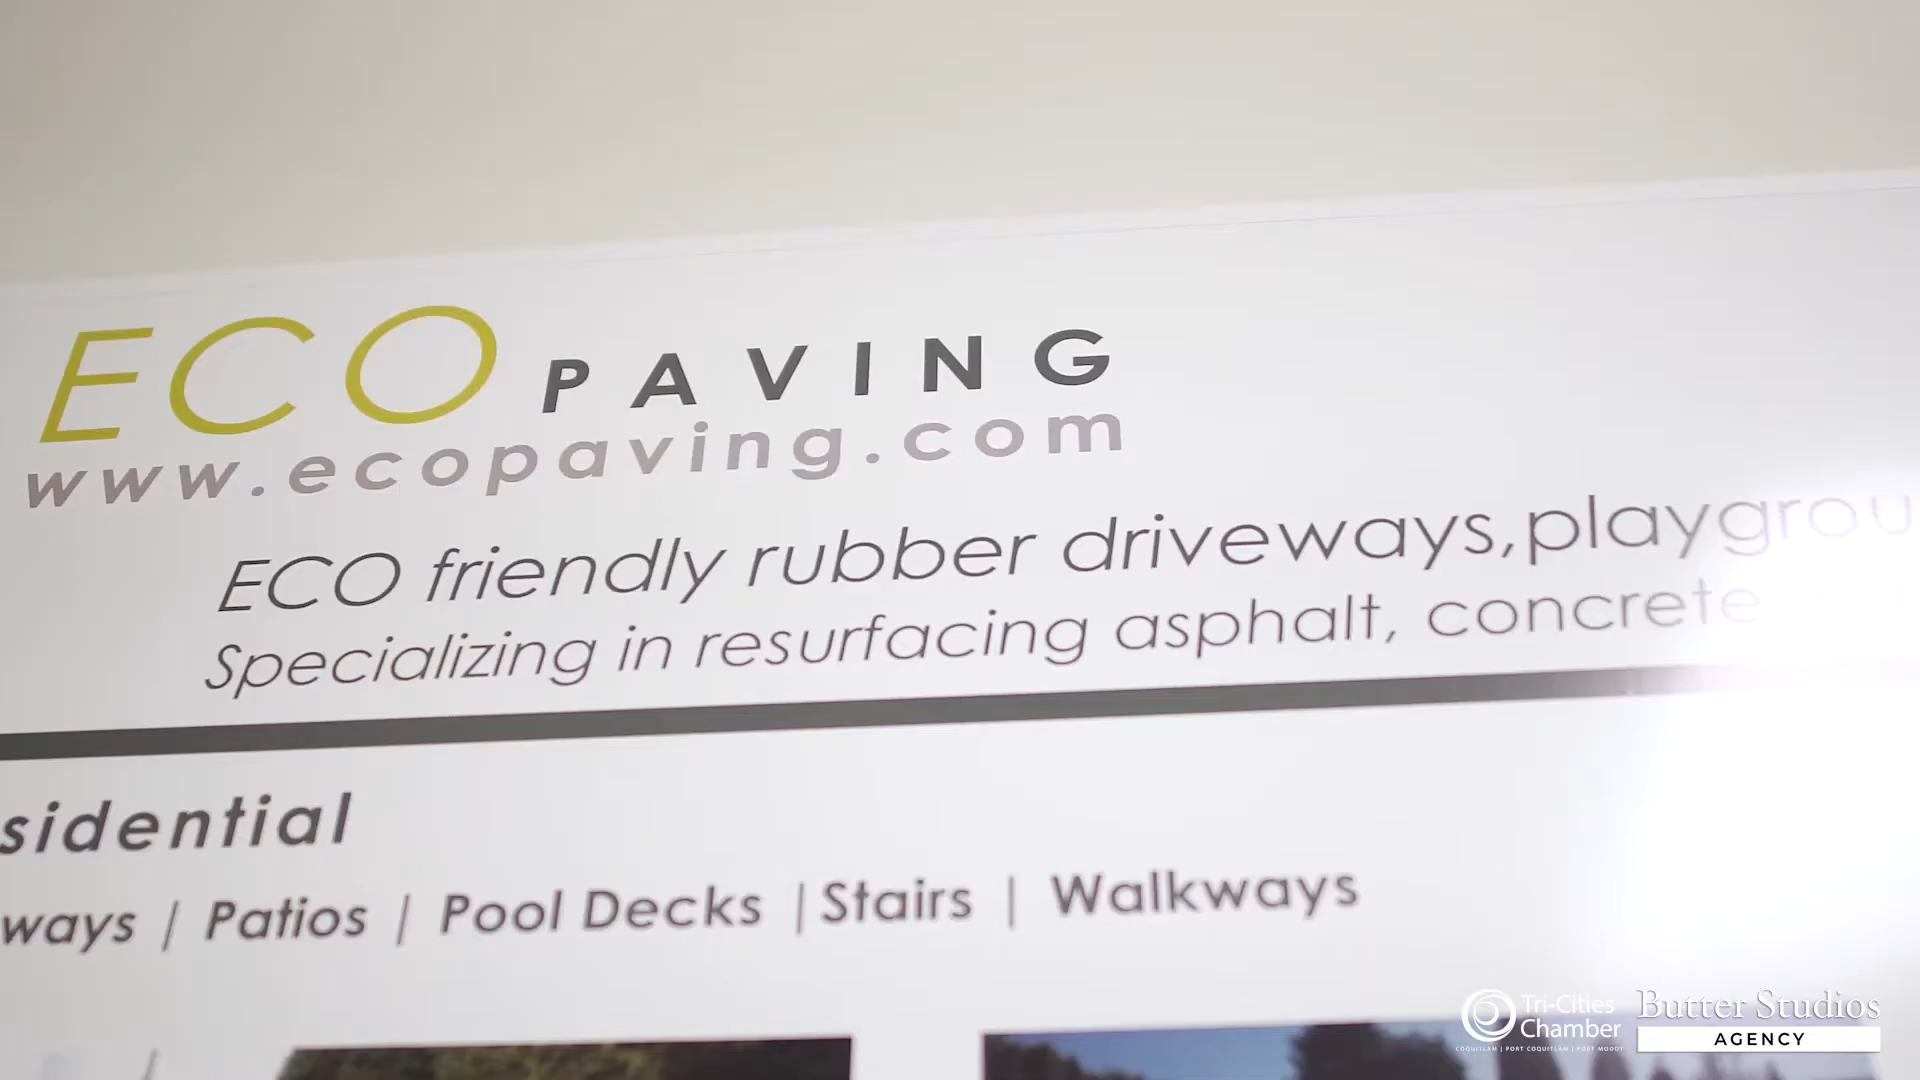 ECO PAVING
www.ecopaving.com
ECO friendly rubber driveways, playgrou
Specializing in resurfacing asphalt, concrete
sidential
ways | Patios | Pool Decks | Stairs | Walkways
Tri-Cities
Chamber
COQUITLAM | PORT COQUITLAM | PORT MOODY
Butter Studios
AGENCY